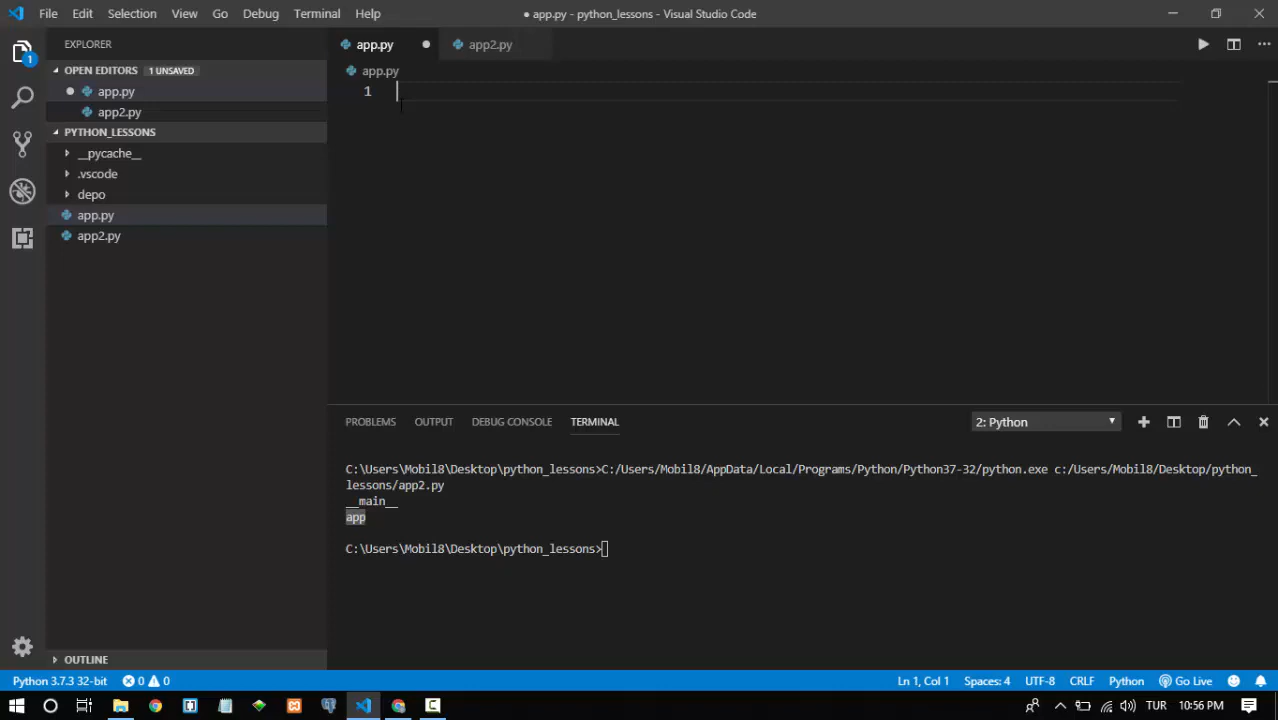 File Edit Selection View Go Debug Terminal Help
● app.py - python_lessons - Visual Studio Code
EXPLORER
app.py
app2.py
OPEN EDITORS 1 UNSAVED
app.py
1
app.py
1
app2.py
PYTHON_LESSONS
__pycache__
.vscode
depo
app.py
app2.py
PROBLEMS OUTPUT DEBUG CONSOLE TERMINAL
2: Python
C:\Users\Mobil8\Desktop\python_lessons>C:/Users/Mobil8/AppData/Local/Programs/Python/Python37-32/python.exe c:/Users/Mobil8/Desktop/python_
lessons/app2.py
__main__
app
C:\Users\Mobil8\Desktop\python_lessons>
OUTLINE
Python 3.7.3 32-bit 0 0
Ln 1, Col 1 Spaces: 4 UTF-8 CRLF Python Go Live
TUR 10:56 PM